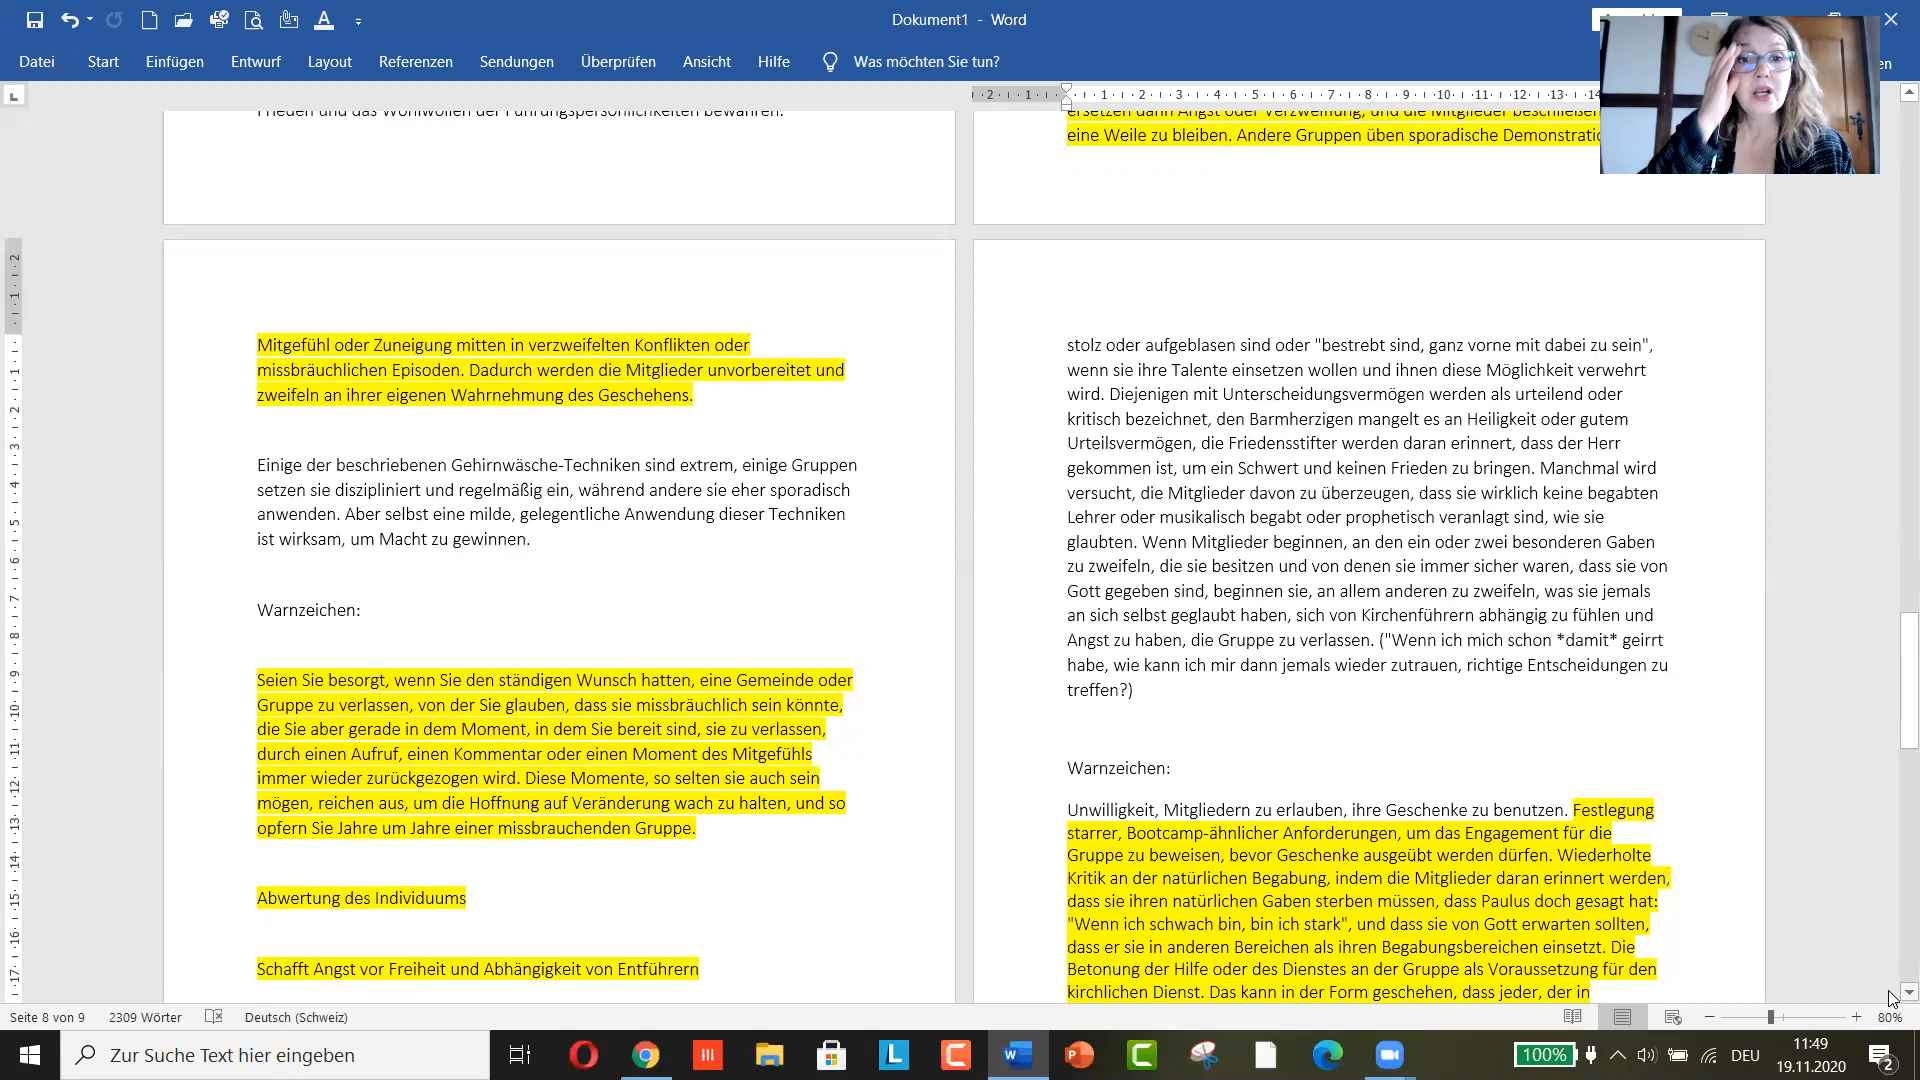 Dokument1 - Word
Datei Start Einfügen Entwurf Layout Referenzen Sendungen Überprüfen Ansicht Hilfe Was möchten Sie tun?
Frieden und das Wohlwollen der Führungspersönlichkeiten bewahren.
Mitgefühl oder Zuneigung mitten in verzweifelten Konflikten oder
missbräuchlichen Episoden. Dadurch werden die Mitglieder unvorbereitet und
zweifeln an ihrer eigenen Wahrnehmung des Geschehens.
Einige der beschriebenen Gehirnwäsche-Techniken sind extrem, einige Gruppen
setzen sie diszipliniert und regelmäßig ein, während andere sie eher sporadisch
anwenden. Aber selbst eine milde, gelegentliche Anwendung dieser Techniken
ist wirksam, um Macht zu gewinnen.
Warnzeichen:
Seien Sie besorgt, wenn Sie den ständigen Wunsch hatten, eine Gemeinde oder
Gruppe zu verlassen, von der Sie glauben, dass sie missbräuchlich sein könnte,
die Sie aber gerade in dem Moment, in dem Sie bereit sind, sie zu verlassen,
durch einen Aufruf, einen Kommentar oder einen Moment des Mitgefühls
immer wieder zurückgezogen wird. Diese Momente, so selten sie auch sein
mögen, reichen aus, um die Hoffnung auf Veränderung wach zu halten, und so
opfern Sie Jahre um Jahre einer missbrauchenden Gruppe.
Abwertung des Individuums
Schafft Angst vor Freiheit und Abhängigkeit von Entführern
ersetzen dann Angst oder Verzweiflung, und die Mitglieder beschließen
eine Weile zu bleiben. Andere Gruppen üben sporadische
stolz oder aufgeblasen sind oder "bestrebt sind, ganz vorne mit dabei zu sein",
wenn sie ihre Talente einsetzen wollen und ihnen diese Möglichkeit verwehrt
wird. Diejenigen mit Unterscheidungsvermögen werden als urteilend oder
kritisch bezeichnet, den Barmherzigen mangelt es an Heiligkeit oder gutem
Urteilsvermögen, die Friedensstifter werden daran erinnert, dass der Herr
gekommen ist, um ein Schwert und keinen Frieden zu bringen. Manchmal wird
versucht, die Mitglieder davon zu überzeugen, dass sie wirklich keine begabten
Lehrer oder musikalisch begabt oder prophetisch veranlagt sind, wie sie
glaubten. Wenn Mitglieder beginnen, an den ein oder zwei besonderen Gaben
zu zweifeln, die sie besitzen und von denen sie immer sicher waren, dass sie von
Gott gegeben sind, beginnen sie, an allem anderen zu zweifeln, was sie jemals
an sich selbst geglaubt haben, sich von Kirchenführern abhängig zu fühlen und
Angst zu haben, die Gruppe zu verlassen. ("Wenn ich mich schon *damit* geirrt
habe, wie kann ich mir dann jemals wieder zutrauen, richtige Entscheidungen zu
treffen?)
Warnzeichen:
Unwilligkeit, Mitgliedern zu erlauben, ihre Geschenke zu benutzen. Festlegung
starrer, Bootcamp-ähnlicher Anforderungen, um das Engagement für die
Gruppe zu beweisen, bevor Geschenke ausgeübt werden dürfen. Wiederholte
Kritik an der natürlichen Begabung, indem die Mitglieder daran erinnert werden,
dass sie ihren natürlichen Gaben sterben müssen, dass Paulus doch gesagt hat:
"Wenn ich schwach bin, bin ich stark", und dass sie von Gott erwarten sollten,
dass er sie in anderen Bereichen als ihren Begabungsbereichen einsetzt. Die
Betonung der Hilfe oder des Dienstes an der Gruppe als Voraussetzung für den
kirchlichen Dienst. Das kann in der Form geschehen, dass jeder, der in
Seite 8 von 9 2309 Wörter Deutsch (Schweiz) 80%
Zur Suche Text hier eingeben
100% DEU 11:49
19.11.2020 2